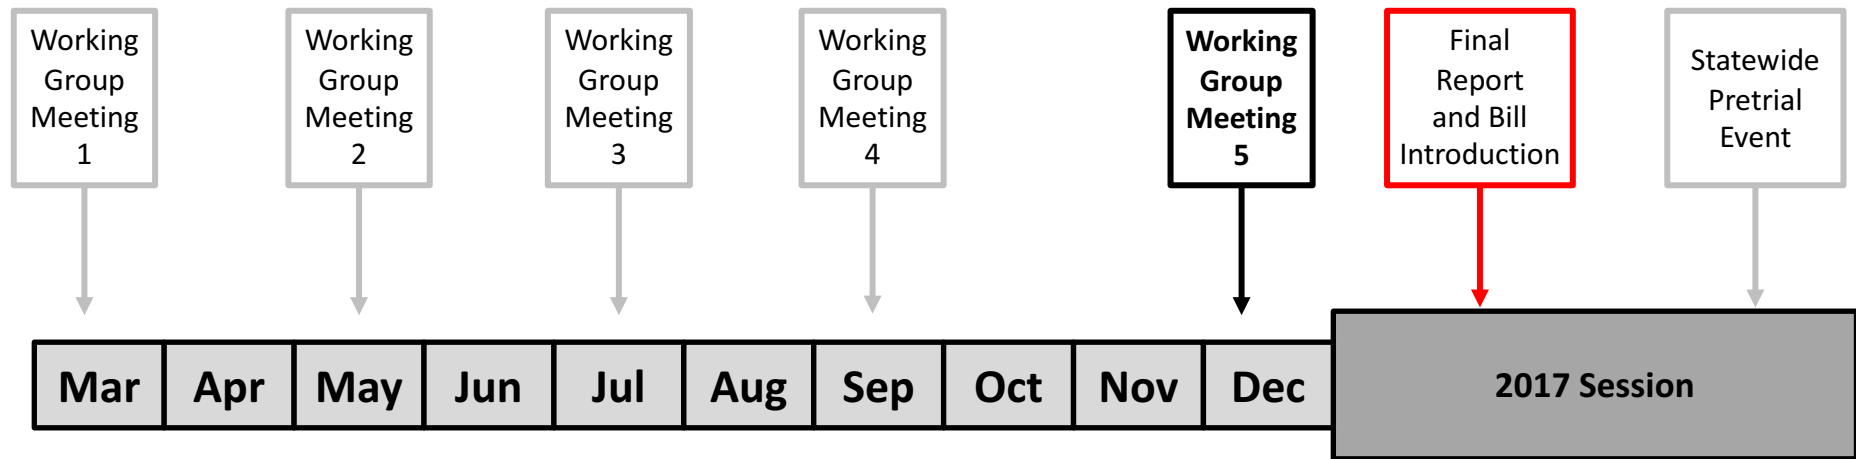 Working
Group
Meeting
1
Working
Group
Meeting
2
Working
Group
Meeting
3
Working
Group
Meeting
4
Working
Group
Meeting
5
Final
Report
and Bill
Introduction
Statewide
Pretrial
Event
Mar
Apr
May
Jun
Jul
Aug
Sep
Oct
Nov
Dec
2017 Session